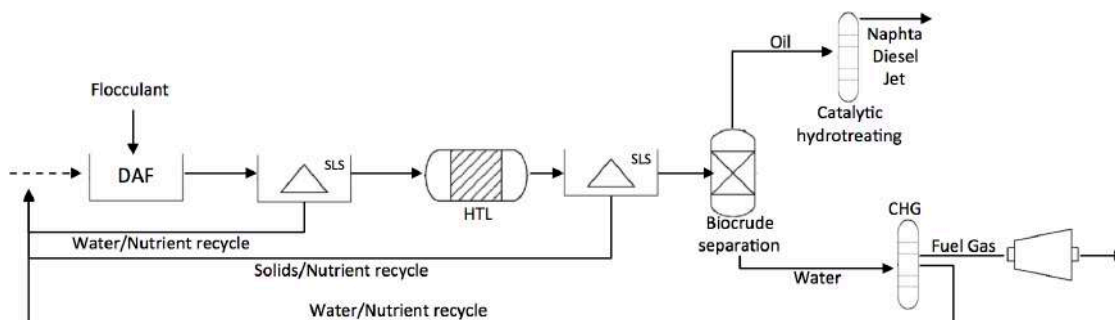 Flocculant
DAF
SLS
HTL
SLS
Oil
Naphta
Diesel
Jet
Catalytic
hydrotreating
Biocrude
separation
CHG
Fuel Gas
Water
Water/Nutrient recycle
Solids/Nutrient recycle
Water/Nutrient recycle